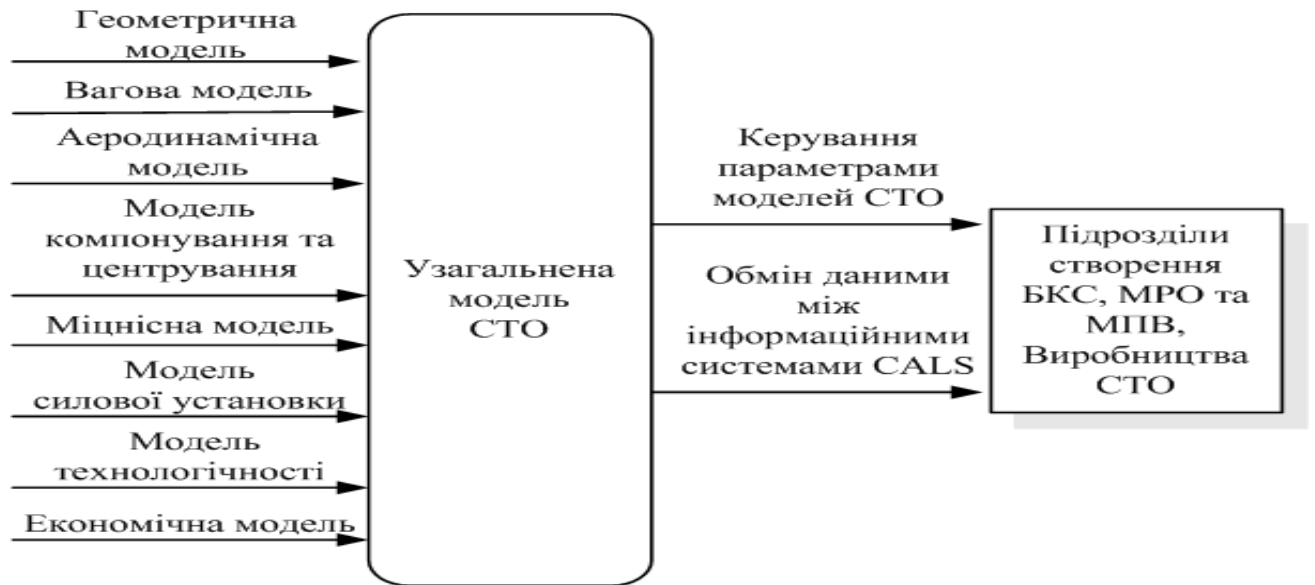 Геометрична
модель
Вагова модель
Аеродинамічна
модель
Модель
компонування та
центрування
Міцнісна модель
Модель
силової установки
Модель
технологічності
Економічна модель
Узагальнена
модель
СТО
Керування
параметрами
моделей СТО
Обмін даними
між
інформаційними
системами CALS
Підрозділи
створення
БКС, МРО та
МПВ,
Виробництва
СТО